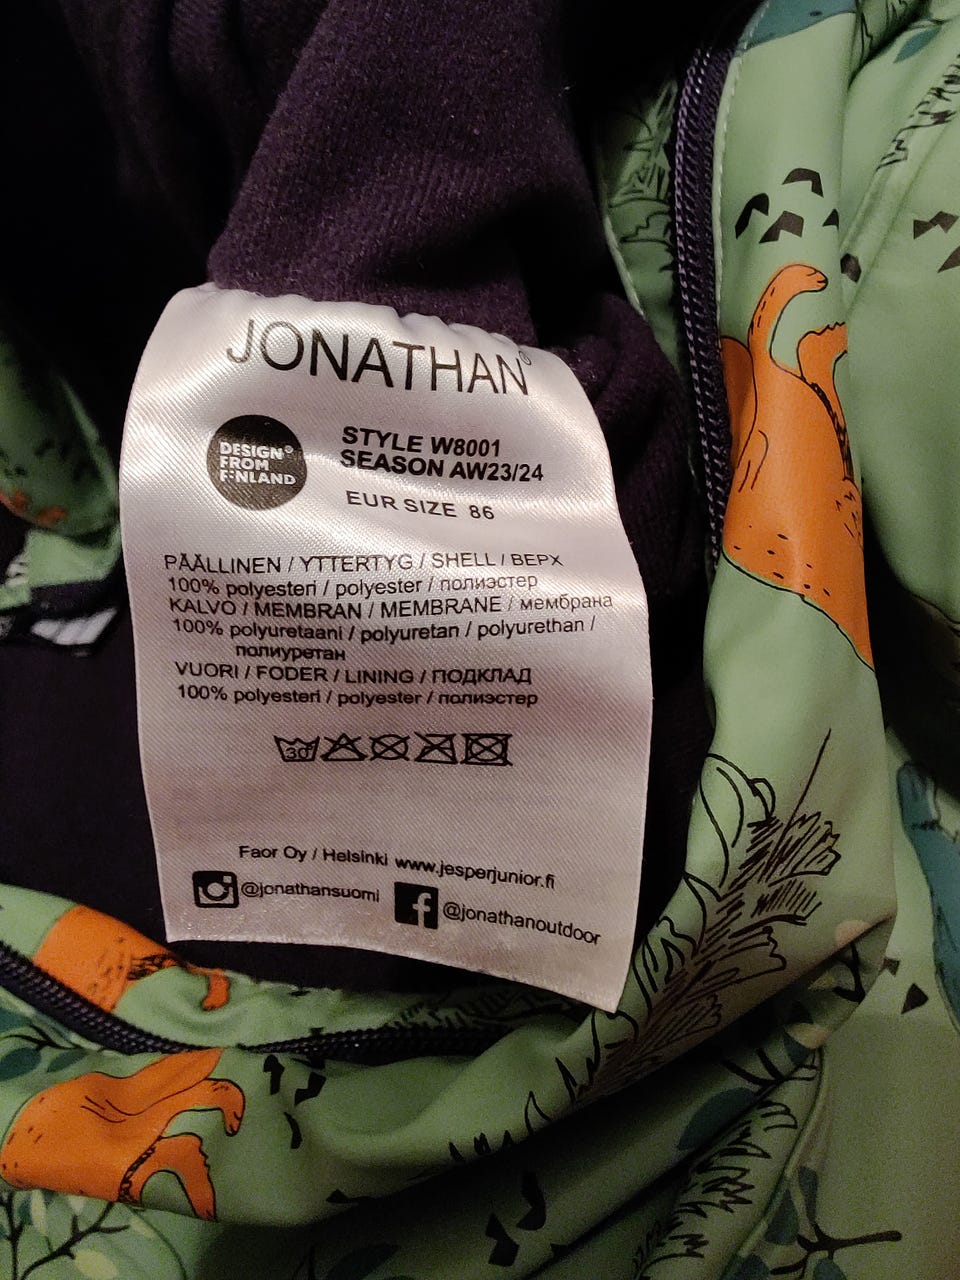 JONATHAN®
DESIGN®
FROM
FINLAND
STYLE W8001
SEASON AW23/24
EUR SIZE 86
PÄÄLLINEN / YTTERTYG / SHELL / ВЕРХ
100% polyesteri / polyester / полиэстер
KALVO / MEMBRAN / MEMBRANE / мембрана
100% polyuretaani / polyuretan / polyurethan /
полиуретан
VUORI / FODER / LINING / ПОДКЛАД
100% polyesteri / polyester / полиэстер
30°
Faor Oy / Helsinki www.jesperjunior.fi
@jonathansuomi
@jonathanoutdoor